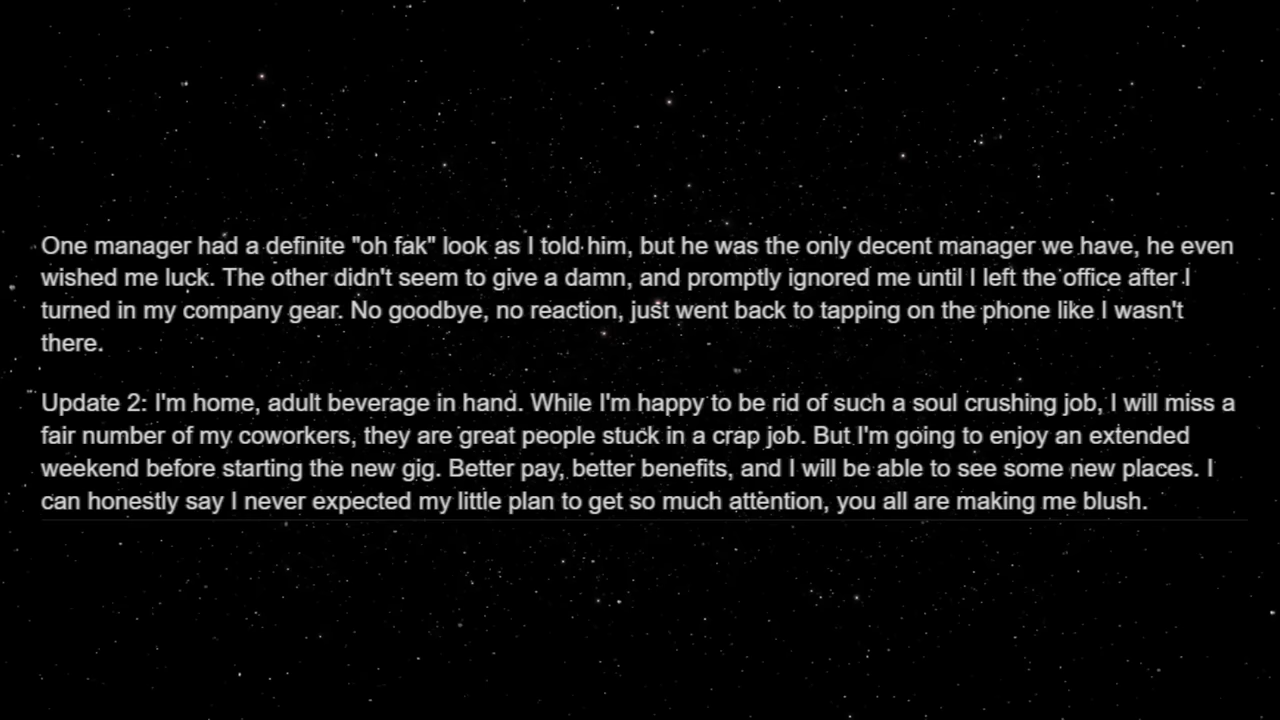 One manager had a definite "oh fak" look as I told him, but he was the only decent manager we have, he even
wished me luck. The other didn't seem to give a damn, and promptly ignored me until I left the office after I
turned in my company gear. No goodbye, no reaction, just went back to tapping on the phone like I wasn't
there.
Update 2: I'm home, adult beverage in hand. While I'm happy to be rid of such a soul crushing job, I will miss a
fair number of my coworkers, they are great people stuck in a crap job. But I'm going to enjoy an extended
weekend before starting the new gig. Better pay, better benefits, and I will be able to see some new places. I
can honestly say I never expected my little plan to get so much attention, you all are making me blush.